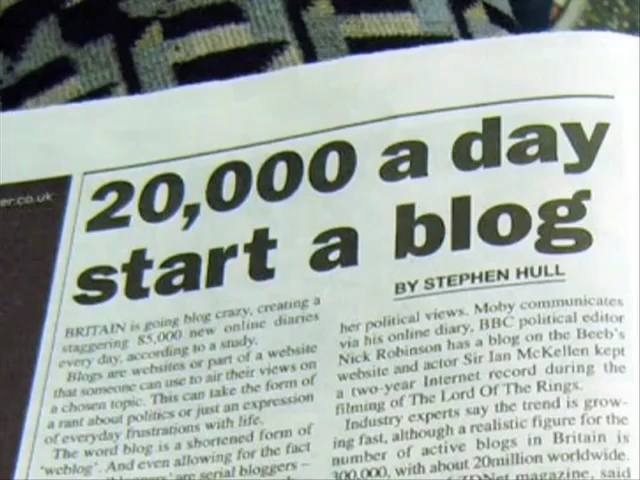 er.co.uk
20,000 a day
start a blog
BY STEPHEN HULL
BRITAIN is going blog crazy, creating a
staggering 85,000 new online diaries
every day, according to a study.
Blogs are websites or part of a website
that someone can use to air their views on
a chosen topic. This can take the form of
a rant about politics or just an expression
of everyday frustrations with life.
The word blog is a shortened form of
'weblog'. And even allowing for the fact
are serial bloggers –
her political views. Moby communicates
via his online diary, BBC political editor
Nick Robinson has a blog on the Beeb's
website and actor Sir Ian McKellen kept
a two-year Internet record during the
filming of The Lord Of The Rings.
Industry experts say the trend is grow-
ing fast, although a realistic figure for the
number of active blogs in Britain is
300,000, with about 20million worldwide.
magazine, said